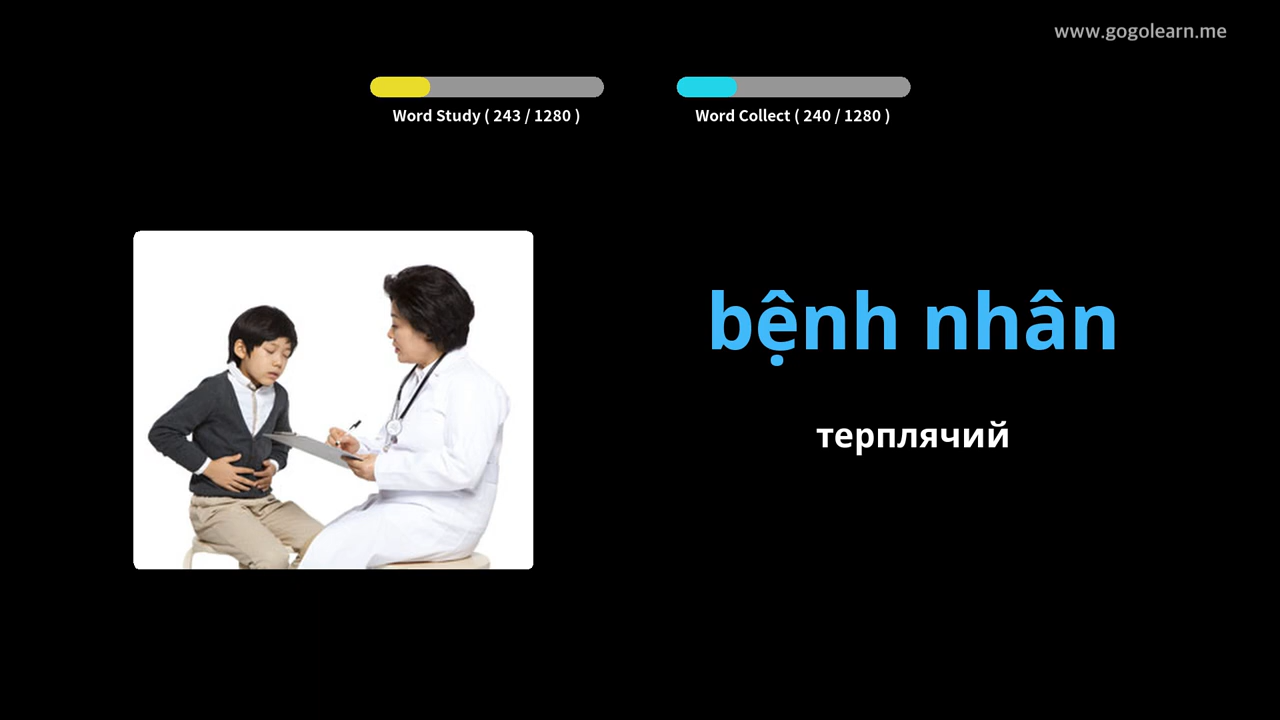 www.gogolearn.me
Word Study ( 243 / 1280 )
Word Collect ( 240 / 1280 )
bệnh nhân
терплячий